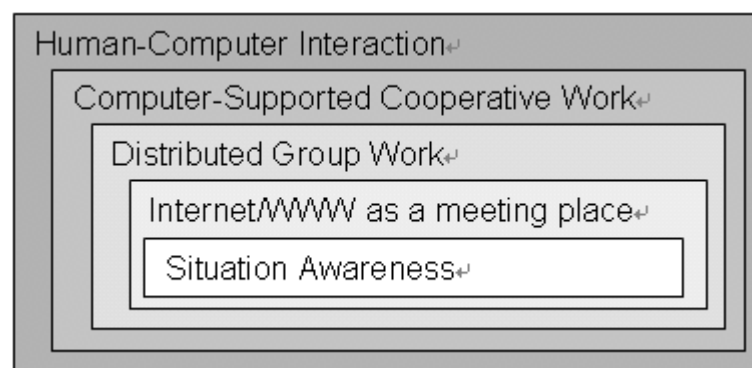 Human-Computer Interaction↵
Computer-Supported Cooperative Work↵
Distributed Group Work↵
Internet/WWW as a meeting place↵
Situation Awareness↵